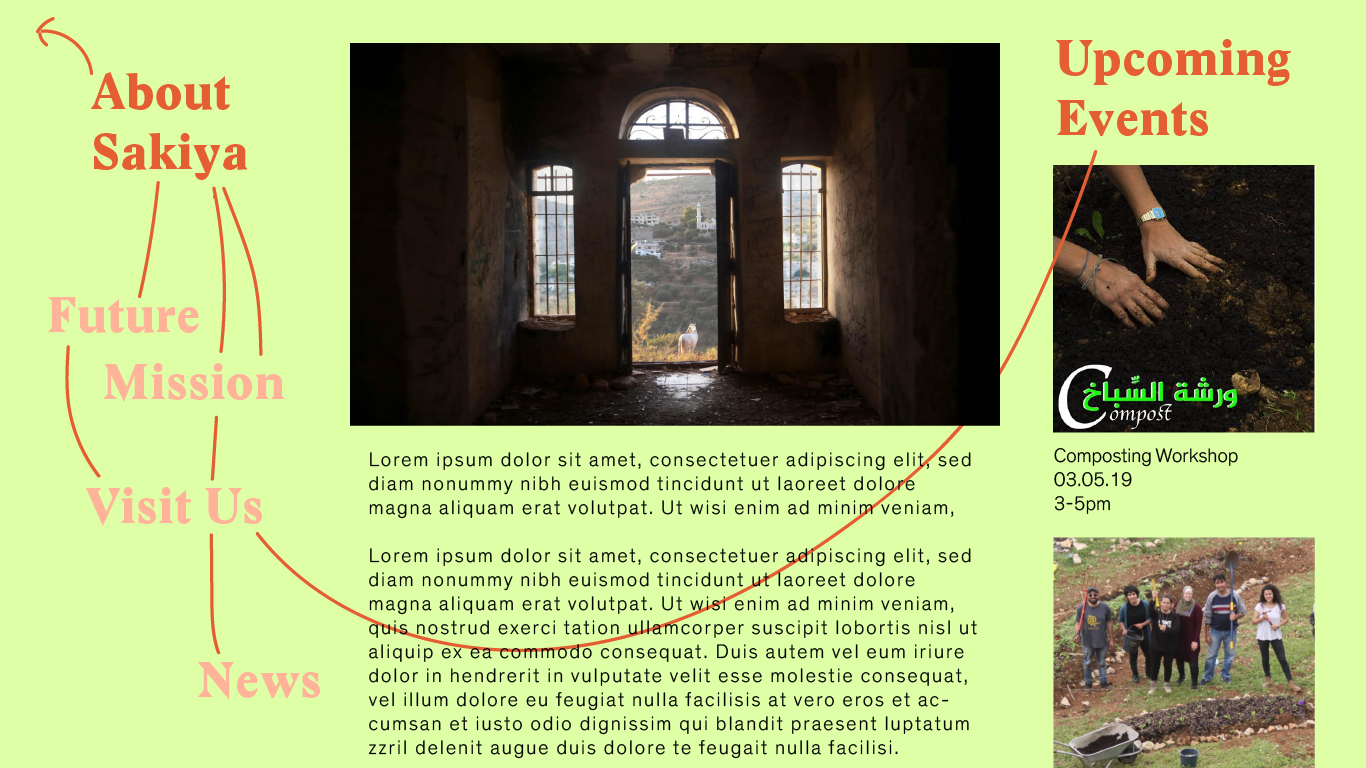 About
Sakiya
Future
Mission
Visit Us
News
Lorem ipsum dolor sit amet, consectetuer adipiscing elit, sed
diam nonummy nibh euismod tincidunt ut laoreet dolore
magna aliquam erat volutpat. Ut wisi enim ad minim veniam,
Lorem ipsum dolor sit amet, consectetuer adipiscing elit, sed
diam nonummy nibh euismod tincidunt ut laoreet dolore
magna aliquam erat volutpat. Ut wisi enim ad minim veniam,
quis nostrud exerci tation ullamcorper suscipit lobortis nisl ut
aliquip ex ea commodo consequat. Duis autem vel eum iriure
dolor in hendrerit in vulputate velit esse molestie consequat,
vel illum dolore eu feugiat nulla facilisis at vero eros et ac-
cumsan et iusto odio dignissim qui blandit praesent luptatum
zzril delenit augue duis dolore te feugait nulla facilisi.
Upcoming
Events
ورشة السِّباخ
Compost
Composting Workshop
03.05.19
3-5pm